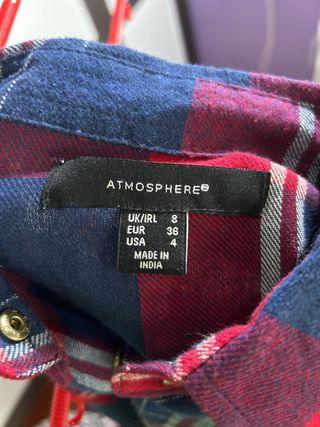 ATMOSPHERE
UK/IRL 8
EUR 36
USA 4
MADE IN
INDIA